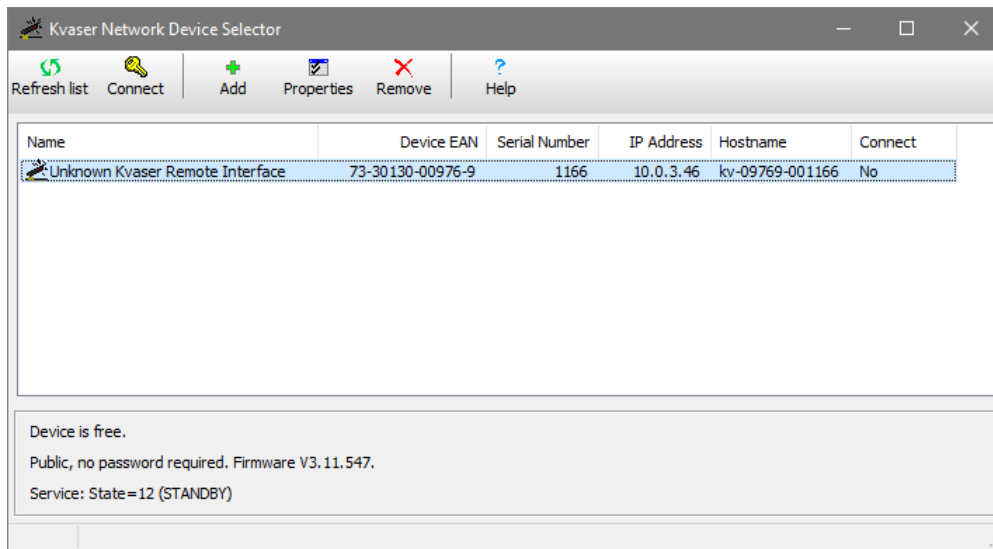 Kvaser Network Device Selector
Refresh list Connect Add Properties Remove Help
Name Device EAN Serial Number IP Address Hostname Connect
Unknown Kvaser Remote Interface 73-30130-00976-9 1166 10.0.3.46 kv-09769-001166 No
Device is free.
Public, no password required. Firmware V3.11.547.
Service: State=12 (STANDBY)